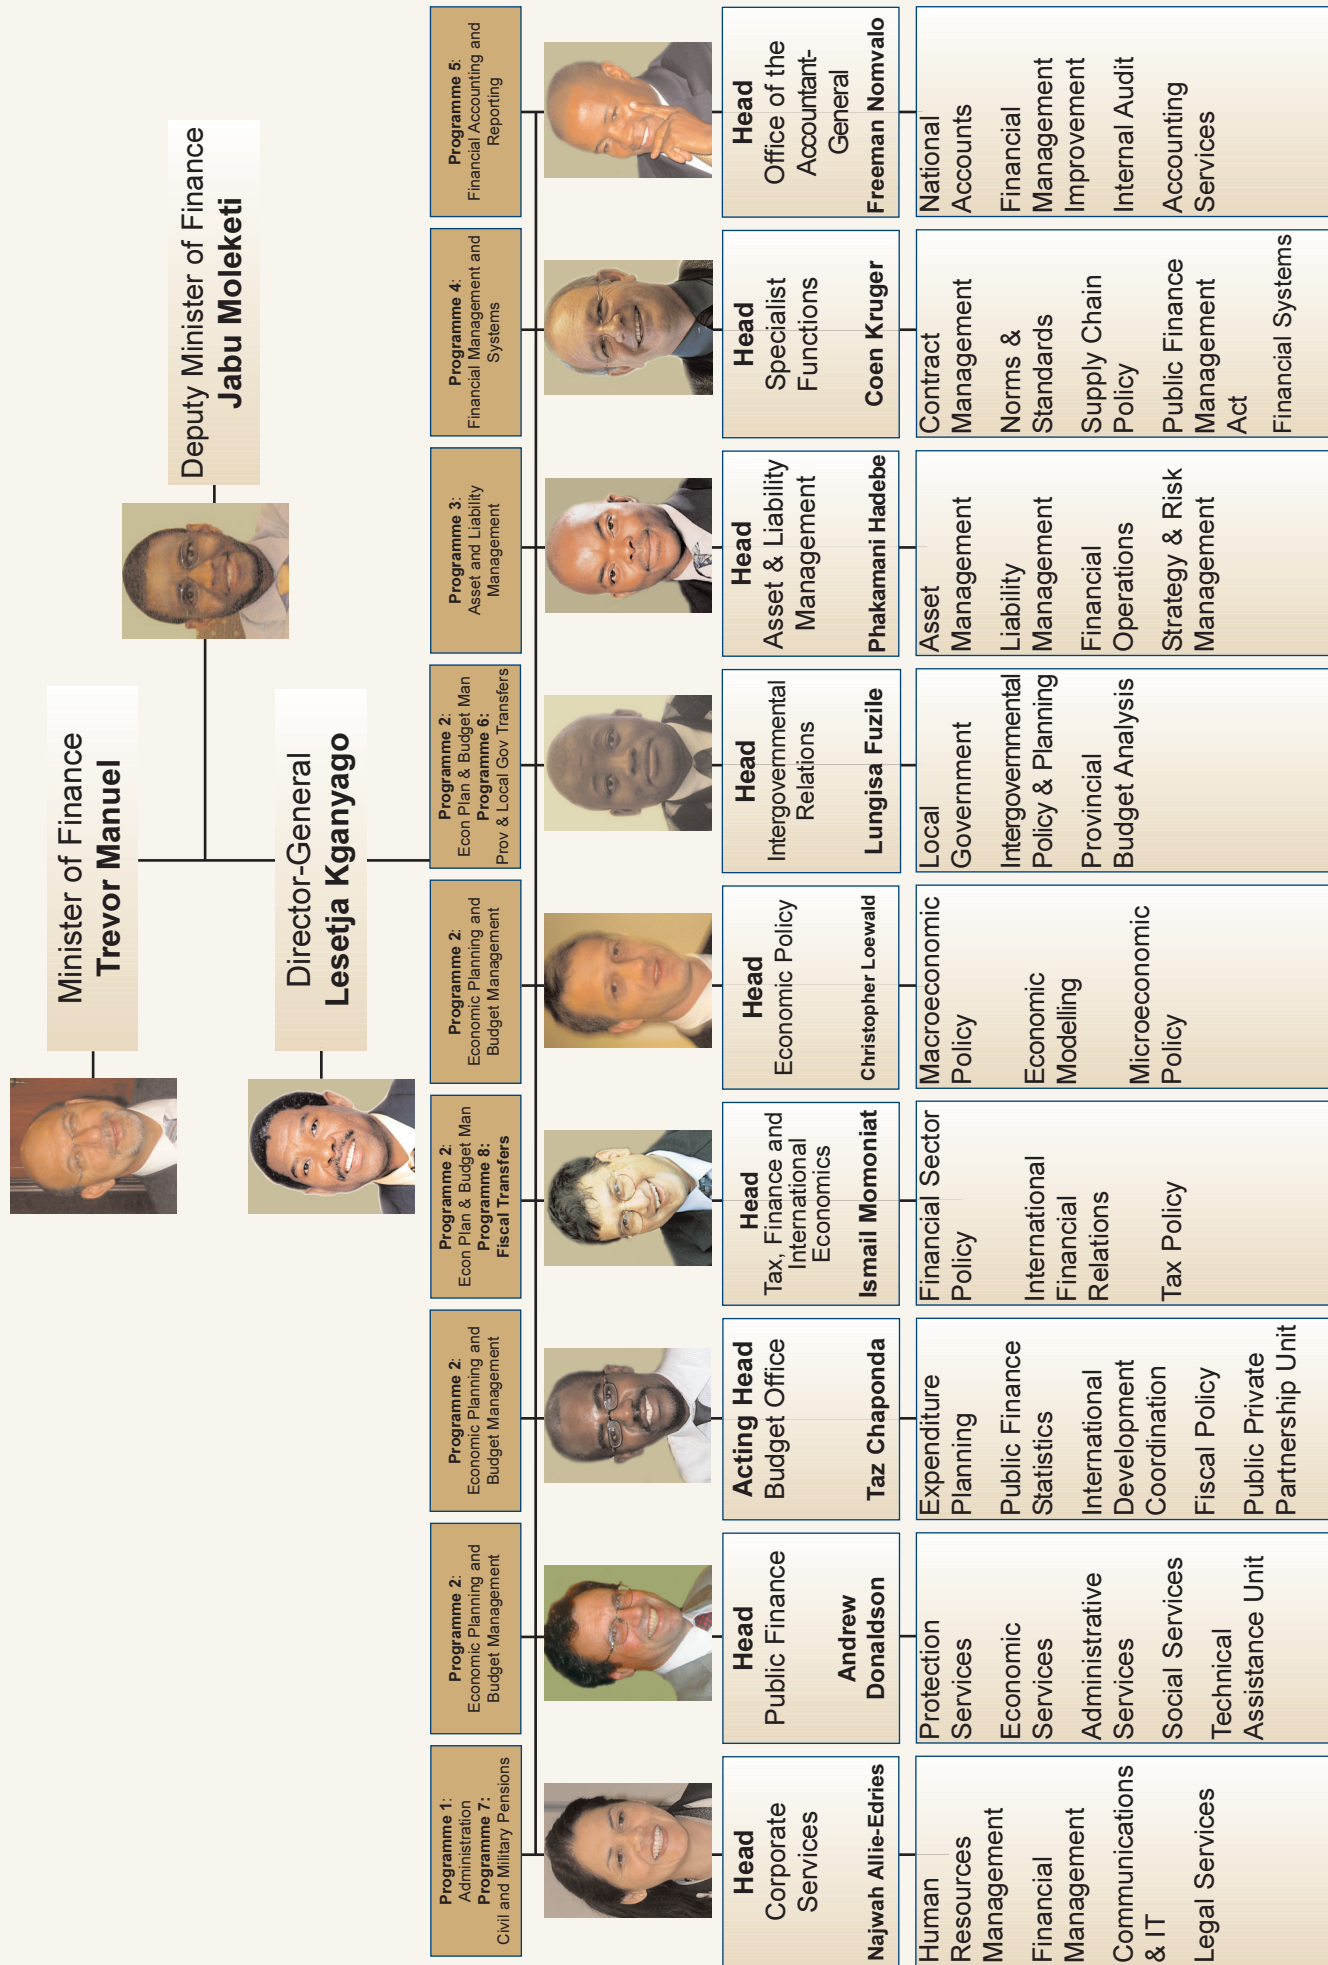 Minister of Finance
Trevor Manuel
Deputy Minister of Finance
Jabu Moleketi
Director-General
Lesetja Kganyago
Programme 1:
Administration
Programme 7:
Civil and Military Pensions
Programme 2:
Economic Planning and
Budget Management
Programme 2:
Economic Planning and
Budget Management
Programme 2:
Econ Plan & Budget Man
Programme 8:
Fiscal Transfers
Programme 2:
Economic Planning and
Budget Management
Programme 2:
Econ Plan & Budget Man
Programme 6:
Prov & Local Gov Transfers
Programme 3:
Asset and Liability
Management
Programme 4:
Financial Management and
Systems
Programme 5:
Financial Accounting and
Reporting
Head
Corporate
Services
Najwah Allie-Edries
Head
Public Finance
Andrew
Donaldson
Acting Head
Budget Office
Taz Chaponda
Head
Tax, Finance and
International
Economics
Ismail Momoniat
Head
Economic Policy
Christopher Loewald
Head
Intergovernmental
Relations
Lungisa Fuzile
Head
Asset & Liability
Management
Phakamani Hadebe
Head
Specialist
Functions
Coen Kruger
Head
Office of the
Accountant-
General
Freeman Nomvalo
Human
Resources
Management
Financial
Management
Communications
& IT
Legal Services
Protection
Services
Economic
Services
Administrative
Services
Social Services
Technical
Assistance Unit
Expenditure
Planning
Public Finance
Statistics
International
Development
Coordination
Fiscal Policy
Public Private
Partnership Unit
Financial Sector
Policy
International
Financial
Relations
Tax Policy
Macroeconomic
Policy
Economic
Modelling
Microeconomic
Policy
Local
Government
Intergovernmental
Policy & Planning
Provincial
Budget Analysis
Asset
Management
Liability
Management
Financial
Operations
Strategy & Risk
Management
Contract
Management
Norms &
Standards
Supply Chain
Policy
Public Finance
Management
Act
Financial Systems
National
Accounts
Financial
Management
Improvement
Internal Audit
Accounting
Services